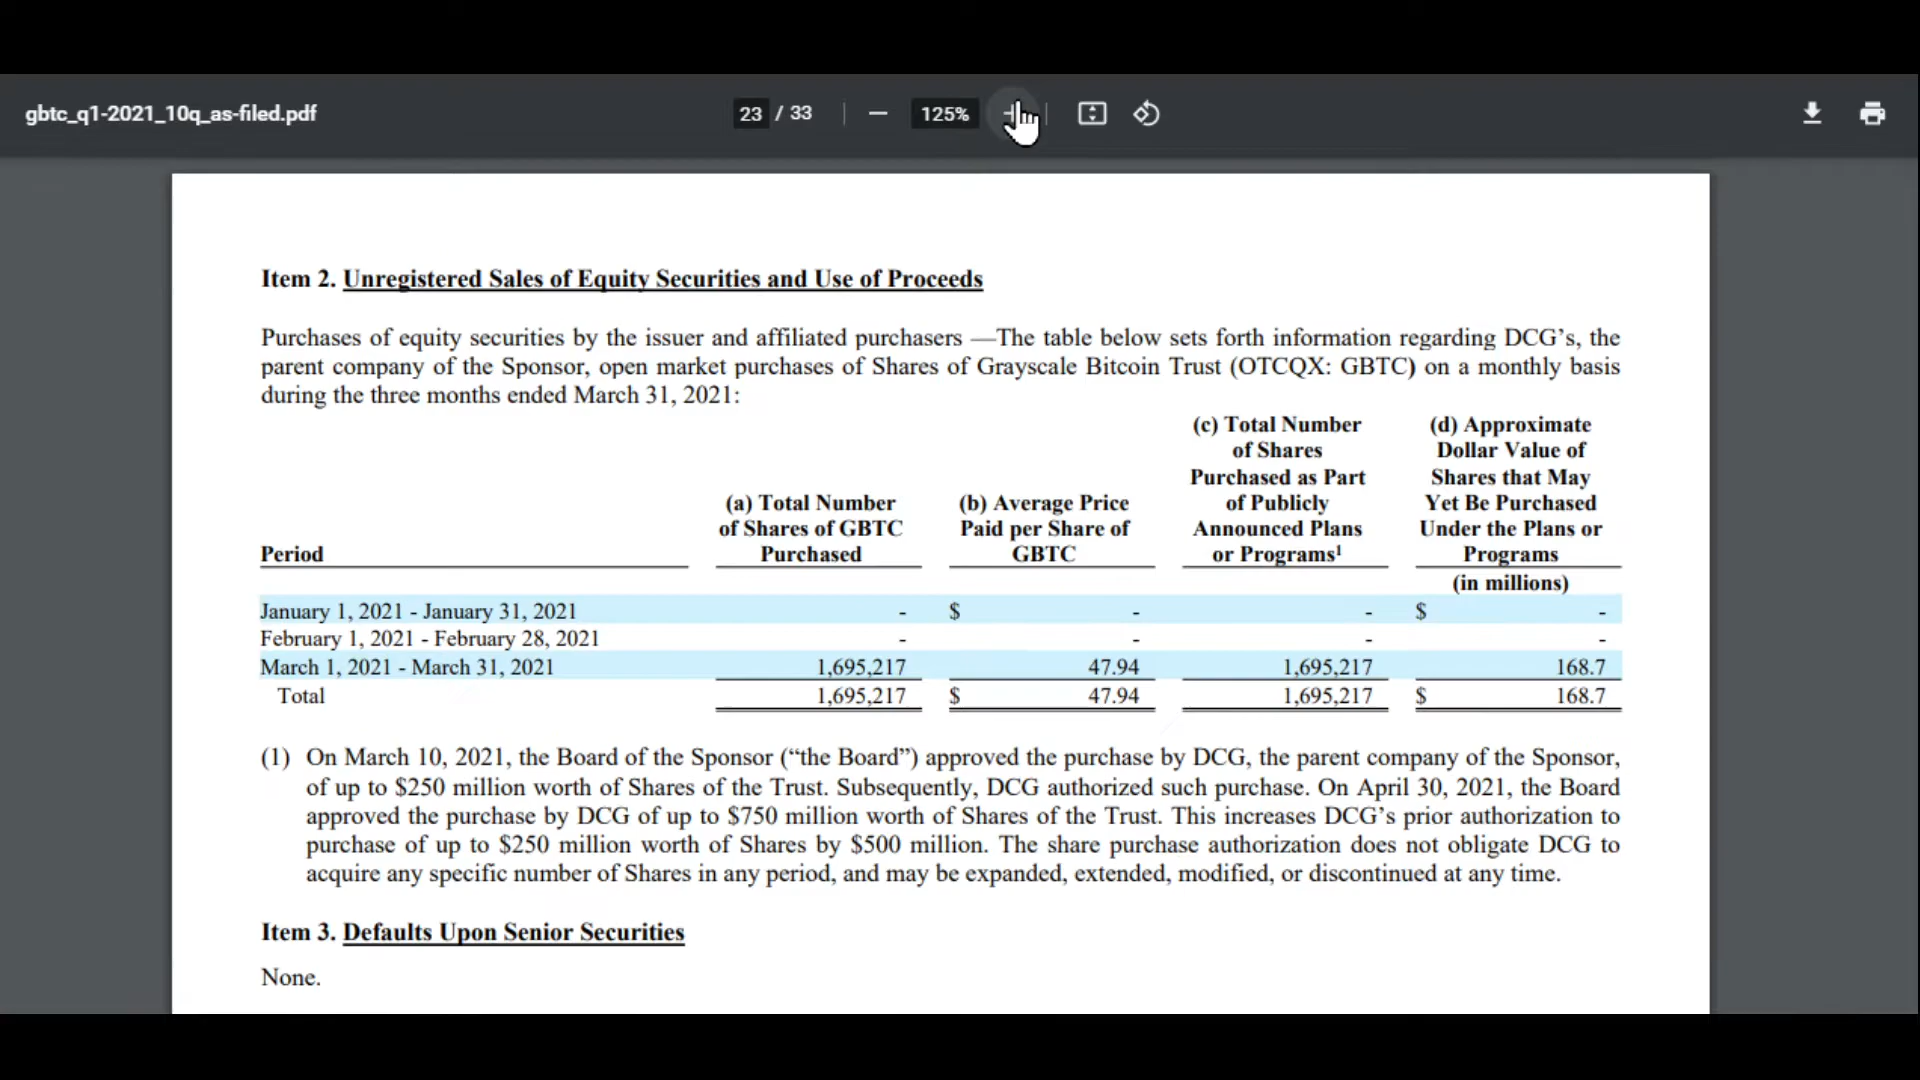 gbtc_q1-2021_10q_as-filed.pdf
23 / 33
125%
Item 2. Unregistered Sales of Equity Securities and Use of Proceeds
Purchases of equity securities by the issuer and affiliated purchasers —The table below sets forth information regarding DCG's, the
parent company of the Sponsor, open market purchases of Shares of Grayscale Bitcoin Trust (OTCQX: GBTC) on a monthly basis
during the three months ended March 31, 2021:
Period
(a) Total Number
of Shares of GBTC
Purchased
(b) Average Price
Paid per Share of
GBTC
(c) Total Number
of Shares
Purchased as Part
of Publicly
Announced Plans
or Programs¹
(d) Approximate
Dollar Value of
Shares that May
Yet Be Purchased
Under the Plans or
Programs
(in millions)
January 1, 2021 - January 31, 2021 - $ - - $ -
February 1, 2021 - February 28, 2021 - - - -
March 1, 2021 - March 31, 2021 1,695,217 47.94 1,695,217 168.7
Total 1,695,217 $ 47.94 1,695,217 $ 168.7
(1) On March 10, 2021, the Board of the Sponsor (“the Board”) approved the purchase by DCG, the parent company of the Sponsor,
of up to $250 million worth of Shares of the Trust. Subsequently, DCG authorized such purchase. On April 30, 2021, the Board
approved the purchase by DCG of up to $750 million worth of Shares of the Trust. This increases DCG’s prior authorization to
purchase of up to $250 million worth of Shares by $500 million. The share purchase authorization does not obligate DCG to
acquire any specific number of Shares in any period, and may be expanded, extended, modified, or discontinued at any time.
Item 3. Defaults Upon Senior Securities
None.